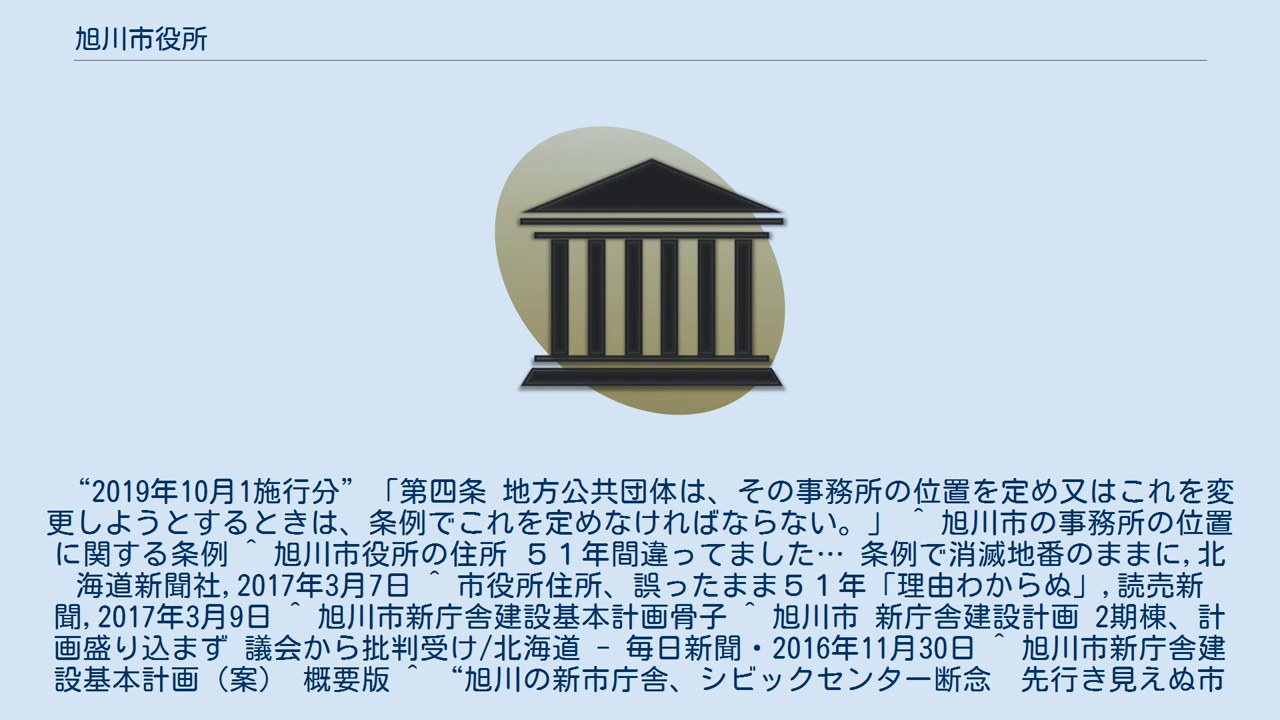 旭川市役所
“2019年10月1施行分” 「第四条 地方公共団体は、その事務所の位置を定め又はこれを変
更しようとするときは、条例でこれを定めなければならない。」 ^ 旭川市の事務所の位置
に関する条例 ^ 旭川市役所の住所 ５１年間違ってました… 条例で消滅地番のままに,北
海道新聞社,2017年3月7日 ^ 市役所住所、誤ったまま５１年「理由わからぬ」,読売新
聞,2017年3月9日 ^ 旭川市新庁舎建設基本計画骨子 ^ 旭川市 新庁舎建設計画 2期棟、計
画盛り込まず 議会から批判受け/北海道 - 毎日新聞・2016年11月30日 ^ 旭川市新庁舎建
設基本計画（案） 概要版 ^ “旭川の新市庁舎、シビックセンター断念　先行き見えぬ市